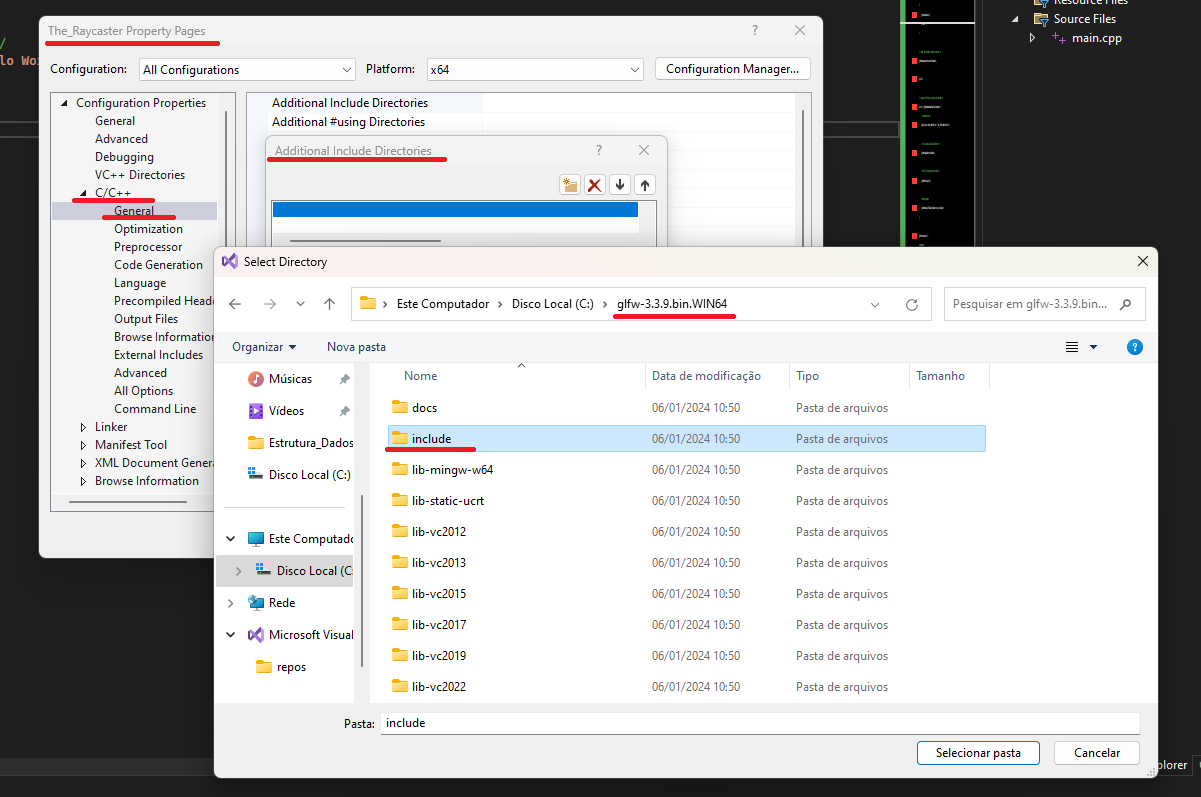 The_Raycaster Property Pages
?
/
lo Wo
Configuration:
All Configurations
Platform:
x64
Configuration Manager...
Configuration Properties
General
Advanced
Debugging
VC++ Directories
C/C++
General
Optimization
Preprocessor
Code Generation
Language
Precompiled Head
Output Files
Browse Information
External Includes
Advanced
All Options
Command Line
Linker
Manifest Tool
XML Document Genera
Browse Information
Additional Include Directories
Additional #using Directories
Additional Include Directories
?
Resource Files
Source Files
main.cpp
Select Directory
Este Computador
Disco Local (C:)
glfw-3.3.9.bin.WIN64
Pesquisar em glfw-3.3.9.bin...
Organizar
Nova pasta
?
Músicas
Vídeos
Estrutura_Dados
Disco Local (C:)
Este Computado
Disco Local (C:
Rede
Microsoft Visual
repos
Nome Data de modificação Tipo Tamanho
docs 06/01/2024 10:50 Pasta de arquivos
include 06/01/2024 10:50 Pasta de arquivos
lib-mingw-w64 06/01/2024 10:50 Pasta de arquivos
lib-static-ucrt 06/01/2024 10:50 Pasta de arquivos
lib-vc2012 06/01/2024 10:50 Pasta de arquivos
lib-vc2013 06/01/2024 10:50 Pasta de arquivos
lib-vc2015 06/01/2024 10:50 Pasta de arquivos
lib-vc2017 06/01/2024 10:50 Pasta de arquivos
lib-vc2019 06/01/2024 10:50 Pasta de arquivos
lib-vc2022 06/01/2024 10:50 Pasta de arquivos
Pasta: include
Selecionar pasta
Cancelar
plorer